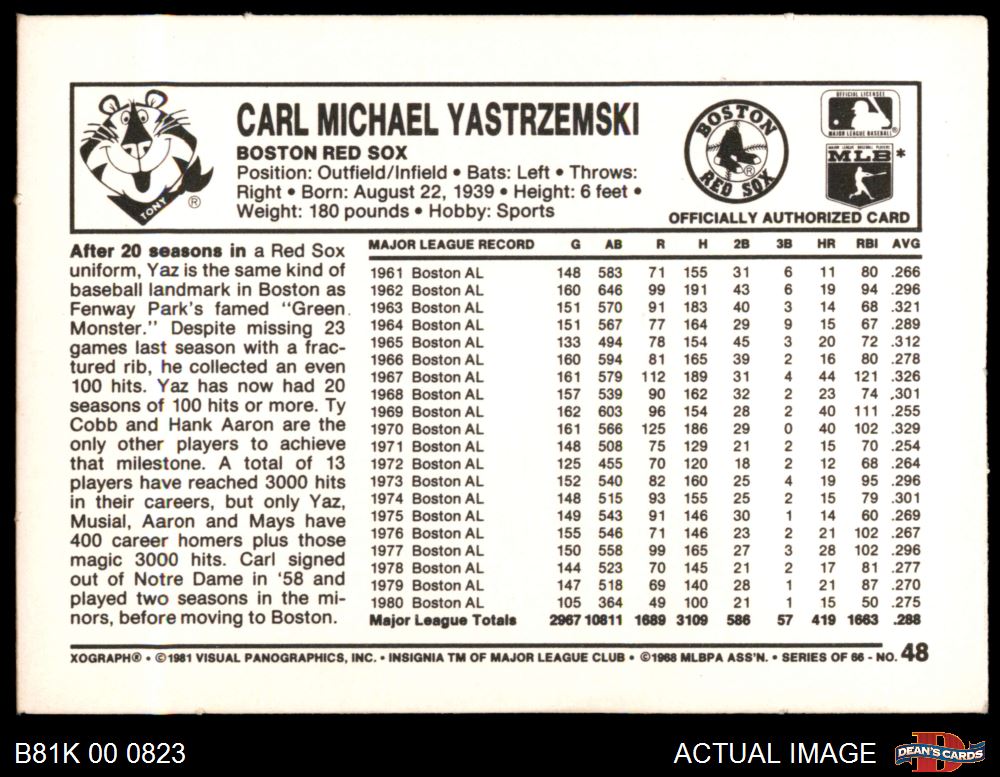 TONY
®
CARL MICHAEL YASTRZEMSKI
BOSTON RED SOX
Position: Outfield/Infield • Bats: Left • Throws:
Right • Born: August 22, 1939 • Height: 6 feet •
Weight: 180 pounds • Hobby: Sports
BOSTON
RED SOX
®
OFFICIAL LICENSEE
MAJOR LEAGUE BASEBALL®
MAJOR LEAGUE BASEBALL PLAYERS
MLB*
OFFICIALLY AUTHORIZED CARD
After 20 seasons in a Red Sox
uniform, Yaz is the same kind of
baseball landmark in Boston as
Fenway Park's famed "Green
Monster." Despite missing 23
games last season with a frac-
tured rib, he collected an even
100 hits. Yaz has now had 20
seasons of 100 hits or more. Ty
Cobb and Hank Aaron are the
only other players to achieve
that milestone. A total of 13
players have reached 3000 hits
in their careers, but only Yaz,
Musial, Aaron and Mays have
400 career homers plus those
magic 3000 hits. Carl signed
out of Notre Dame in '58 and
played two seasons in the mi-
nors, before moving to Boston.
MAJOR LEAGUE RECORD G AB R H 2B 3B HR RBI AVG
1961 Boston AL 148 583 71 155 31 6 11 80 .266
1962 Boston AL 160 646 99 191 43 6 19 94 .296
1963 Boston AL 151 570 91 183 40 3 14 68 .321
1964 Boston AL 151 567 77 164 29 9 15 67 .289
1965 Boston AL 133 494 78 154 45 3 20 72 .312
1966 Boston AL 160 594 81 165 39 2 16 80 .278
1967 Boston AL 161 579 112 189 31 4 44 121 .326
1968 Boston AL 157 539 90 162 32 2 23 74 .301
1969 Boston AL 162 603 96 154 28 2 40 111 .255
1970 Boston AL 161 566 125 186 29 0 40 102 .329
1971 Boston AL 148 508 75 129 21 2 15 70 .254
1972 Boston AL 125 455 70 120 18 2 12 68 .264
1973 Boston AL 152 540 82 160 25 4 19 95 .296
1974 Boston AL 148 515 93 155 25 2 15 79 .301
1975 Boston AL 149 543 91 146 30 1 14 60 .269
1976 Boston AL 155 546 71 146 23 2 21 102 .267
1977 Boston AL 150 558 99 165 27 3 28 102 .296
1978 Boston AL 144 523 70 145 21 2 17 81 .277
1979 Boston AL 147 518 69 140 28 1 21 87 .270
1980 Boston AL 105 364 49 100 21 1 15 50 .275
Major League Totals 2967 10811 1689 3109 586 57 419 1663 .288
XOGRAPH® • ©1981 VISUAL PANOGRAPHICS, INC. • INSIGNIA TM OF MAJOR LEAGUE CLUB • ©1968 MLBPA ASS'N. • SERIES OF 66 - NO. 48
B81K 00 0823
ACTUAL IMAGE
DEAN'S CARDS